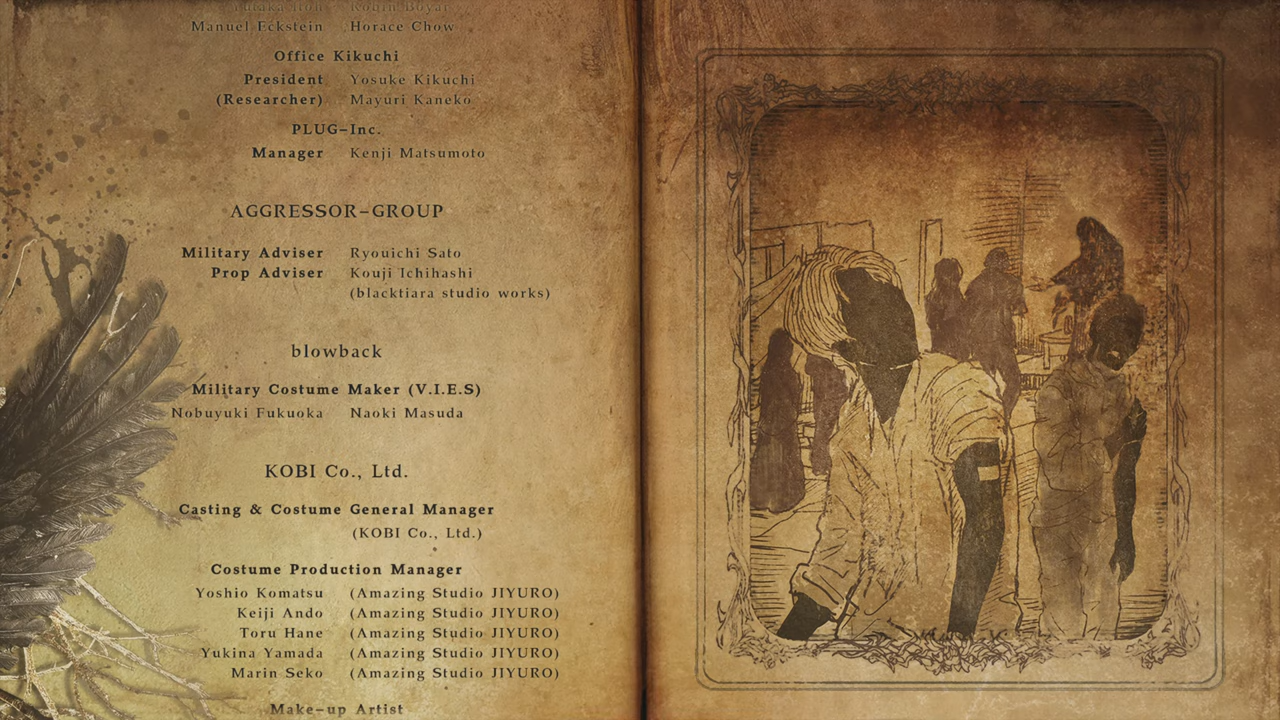 Manuel Eckstein Horace Chow
Office Kikuchi
President Yosuke Kikuchi
(Researcher) Mayuri Kaneko
PLUG-Inc.
Manager Kenji Matsumoto
AGGRESSOR-GROUP
Military Adviser Ryouichi Sato
Prop Adviser Kouji Ichihashi
(blacktiara studio works)
blowback
Military Costume Maker (V.I.E.S)
Nobuyuki Fukuoka Naoki Masuda
KOBI Co., Ltd.
Casting & Costume General Manager
(KOBI Co., Ltd.)
Costume Production Manager
Yoshio Komatsu (Amazing Studio JIYURO)
Keiji Ando (Amazing Studio JIYURO)
Toru Hane (Amazing Studio JIYURO)
Yukina Yamada (Amazing Studio JIYURO)
Marin Seko (Amazing Studio JIYURO)
Make-up Artist